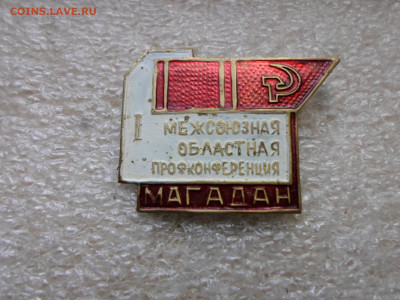 COINS.LAVE.RU
I МЕЖСОЮЗНАЯ
ОБЛАСТНАЯ
ПРОФКОНФЕРЕНЦИЯ
МАГАДАН